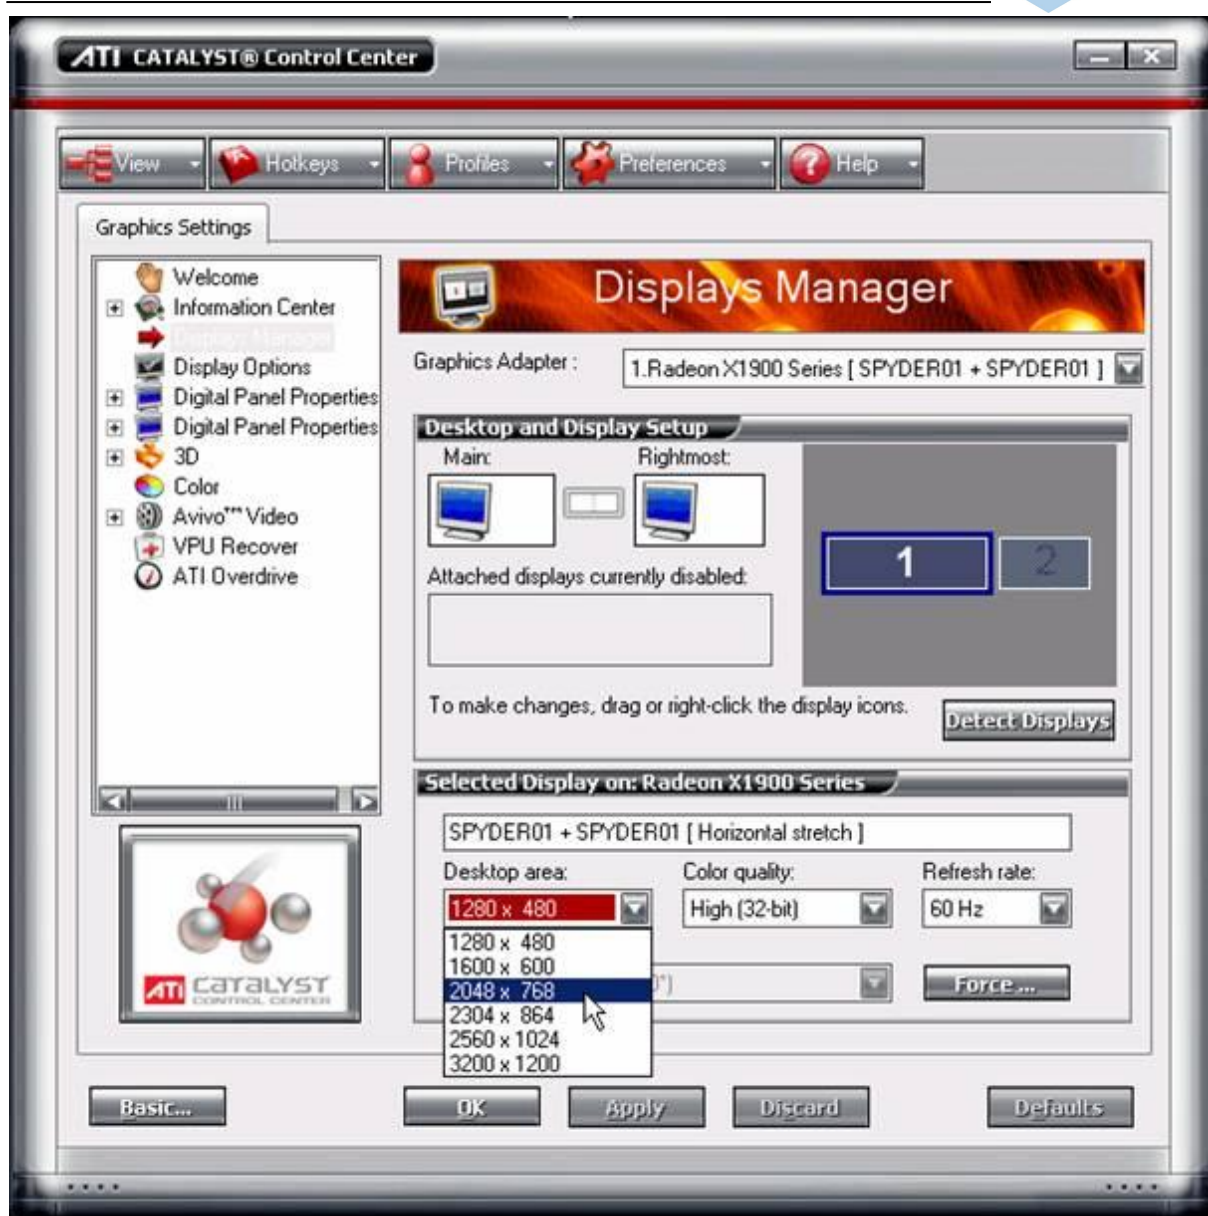 ATI CATALYST® Control Center
View
Hotkeys
Profiles
Preferences
Help
Graphics Settings
Welcome
Information Center
Displays Manager
Display Options
Digital Panel Properties
Digital Panel Properties
3D
Color
Avivo™ Video
VPU Recover
ATI Overdrive
ATI CATALYST
CONTROL CENTER
Displays Manager
Graphics Adapter :
1.Radeon X1900 Series [ SPYDER01 + SPYDER01 ]
Desktop and Display Setup
Main:
Rightmost:
1
2
Attached displays currently disabled:
To make changes, drag or right-click the display icons.
Detect Displays
Selected Display on: Radeon X1900 Series
SPYDER01 + SPYDER01 [ Horizontal stretch ]
Desktop area:
Color quality:
Refresh rate:
1280 x 480
High (32-bit)
60 Hz
1280 x 480
1600 x 600
2048 x 768
2304 x 864
2560 x 1024
3200 x 1200
Force ...
Basic...
OK
Apply
Discard
Defaults